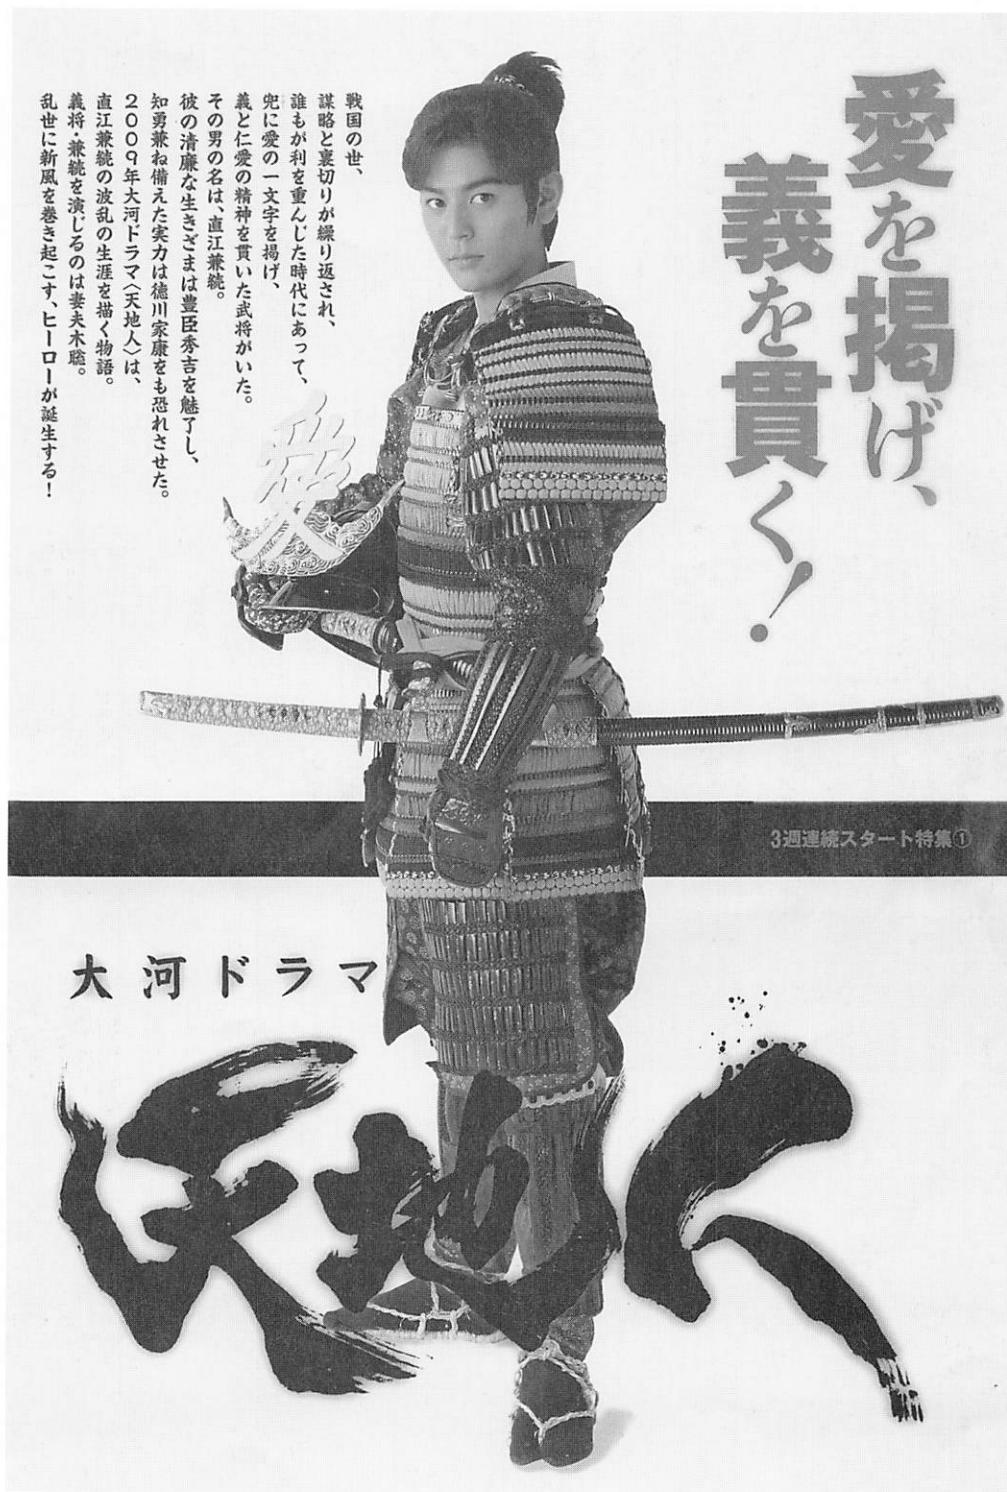 愛を掲げ、
義を貫く！
戦国の世、
謀略と裏切りが繰り返され、
誰もが利を重んじた時代にあって、
兜に愛の一文字を掲げ、
義と仁愛の精神を貫いた武将がいた。
その男の名は、直江兼続。
彼の清廉な生きざまは豊臣秀吉を魅了し、
知勇兼ね備えた実力は徳川家康をも恐れさせた。
2009年大河ドラマ〈天地人〉は、
直江兼続の波乱の生涯を描く物語。
義将・兼続を演じるのは妻夫木聡。
乱世に新風を巻き起こす、ヒーローが誕生する！
愛
3週連続スタート特集①
大河ドラマ
天地人